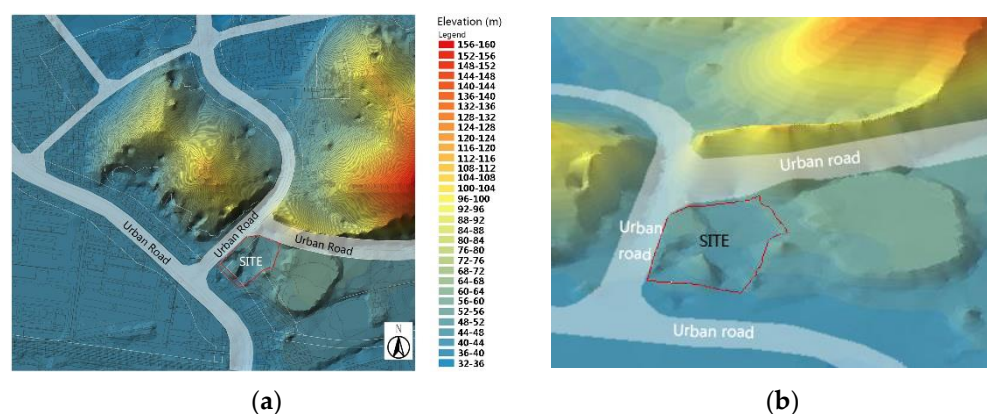 Elevation (m)
Legend
156-160
152-156
148-152
144-148
140-144
136-140
132-136
128-132
124-128
120-124
116-120
112-116
108-112
104-108
100-104
96-100
92-96
88-92
84-88
80-84
76-80
72-76
68-72
64-68
60-64
56-60
52-56
48-52
44-48
40-44
36-40
32-36
Urban Road
Urban Road
Urban Road
SITE
N
(a)
Urban road
Urban
road
SITE
Urban road
(b)